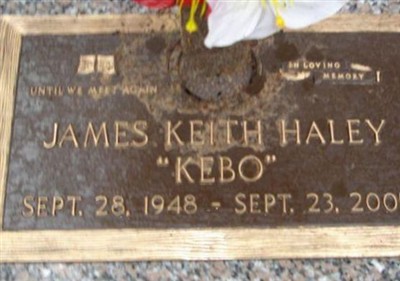 IN LOVING
MEMORY
UNTIL WE MEET AGAIN
JAMES KEITH HALEY
"KEBO"
SEPT. 28, 1948 - SEPT. 23, 200